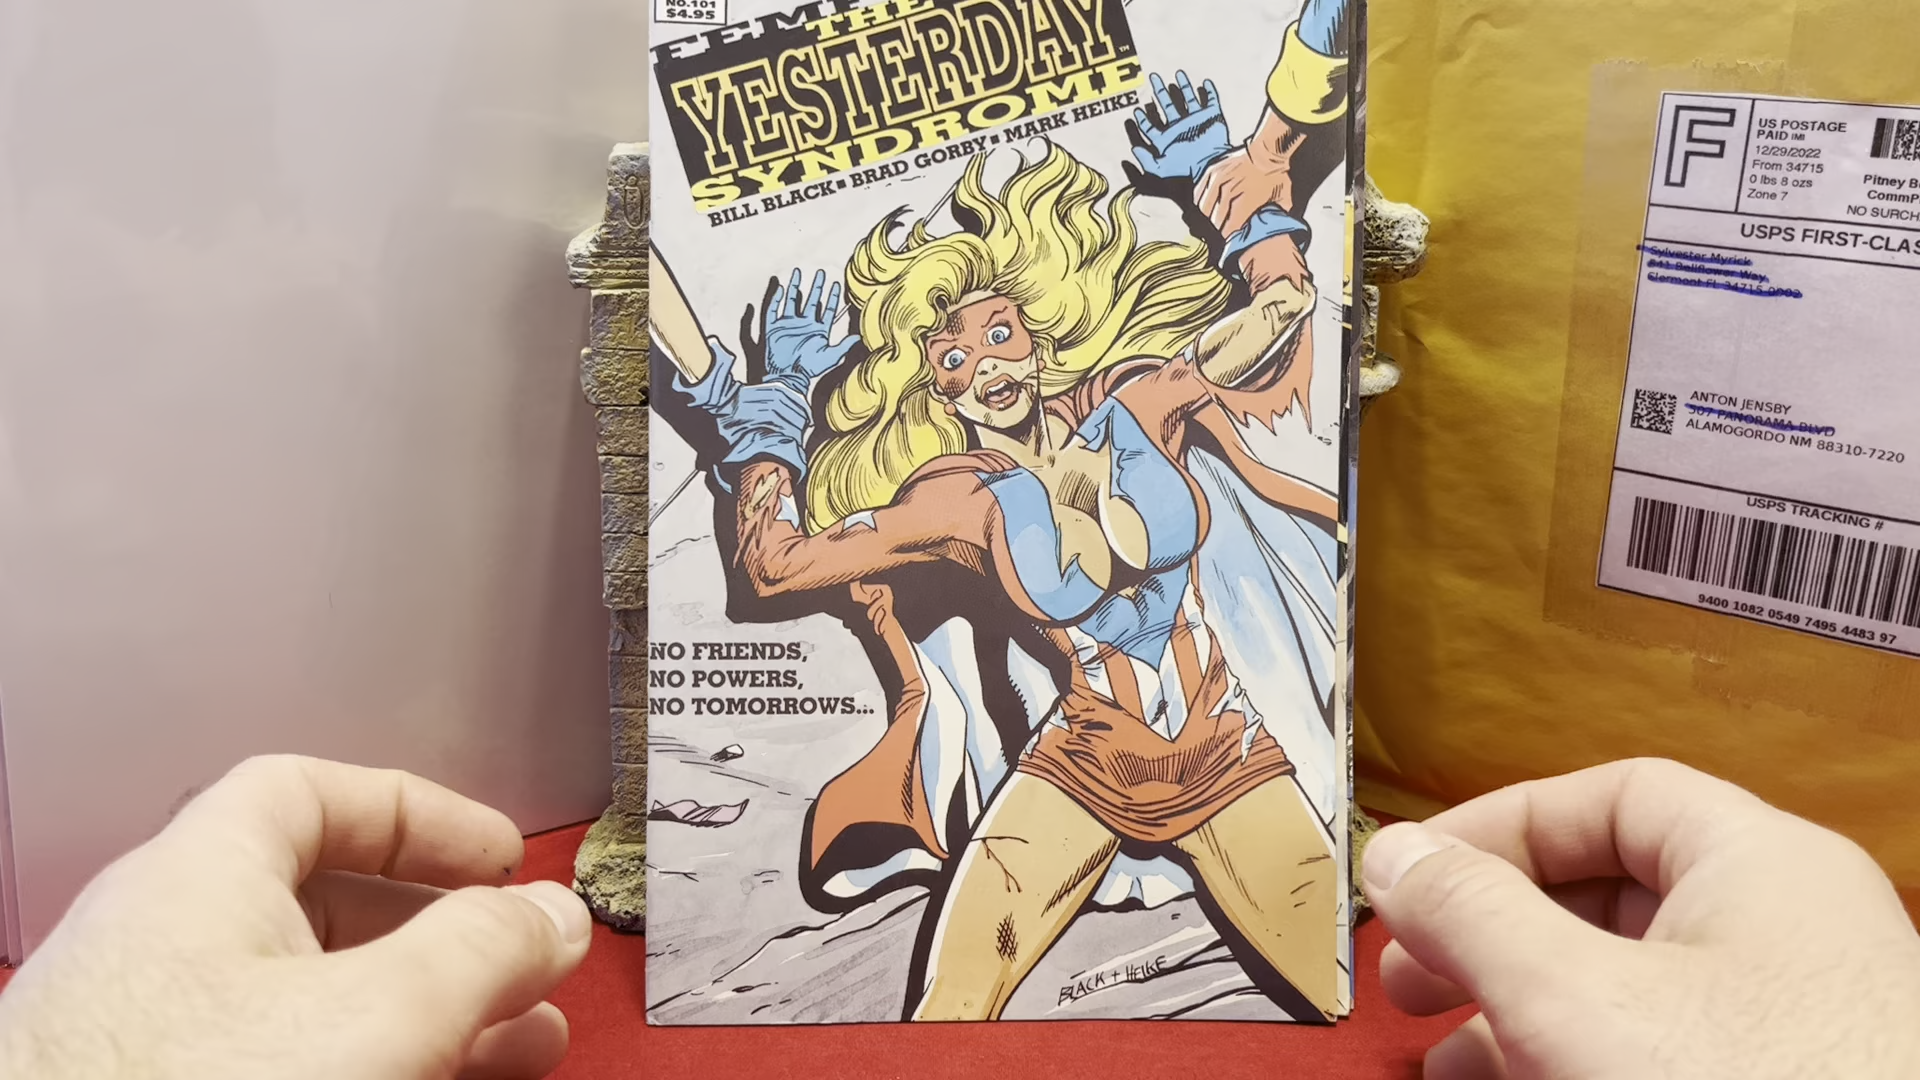 No.101
$4.95
THE
YESTERDAY
SYNDROME
BILL BLACK ▪ BRAD GORBY ▪ MARK HEIKE
NO FRIENDS,
NO POWERS,
NO TOMORROWS...
BLACK + HEIKE
F
US POSTAGE
PAID IMI
12/29/2022
From 34715
0 lbs 8 ozs
Zone 7
Pitney
NO
USPS
ANTON JENSBY
ALAMOGORDO NM 88310-7220
USPS TRACKING #
9400 1082 0549 7495 4483 97